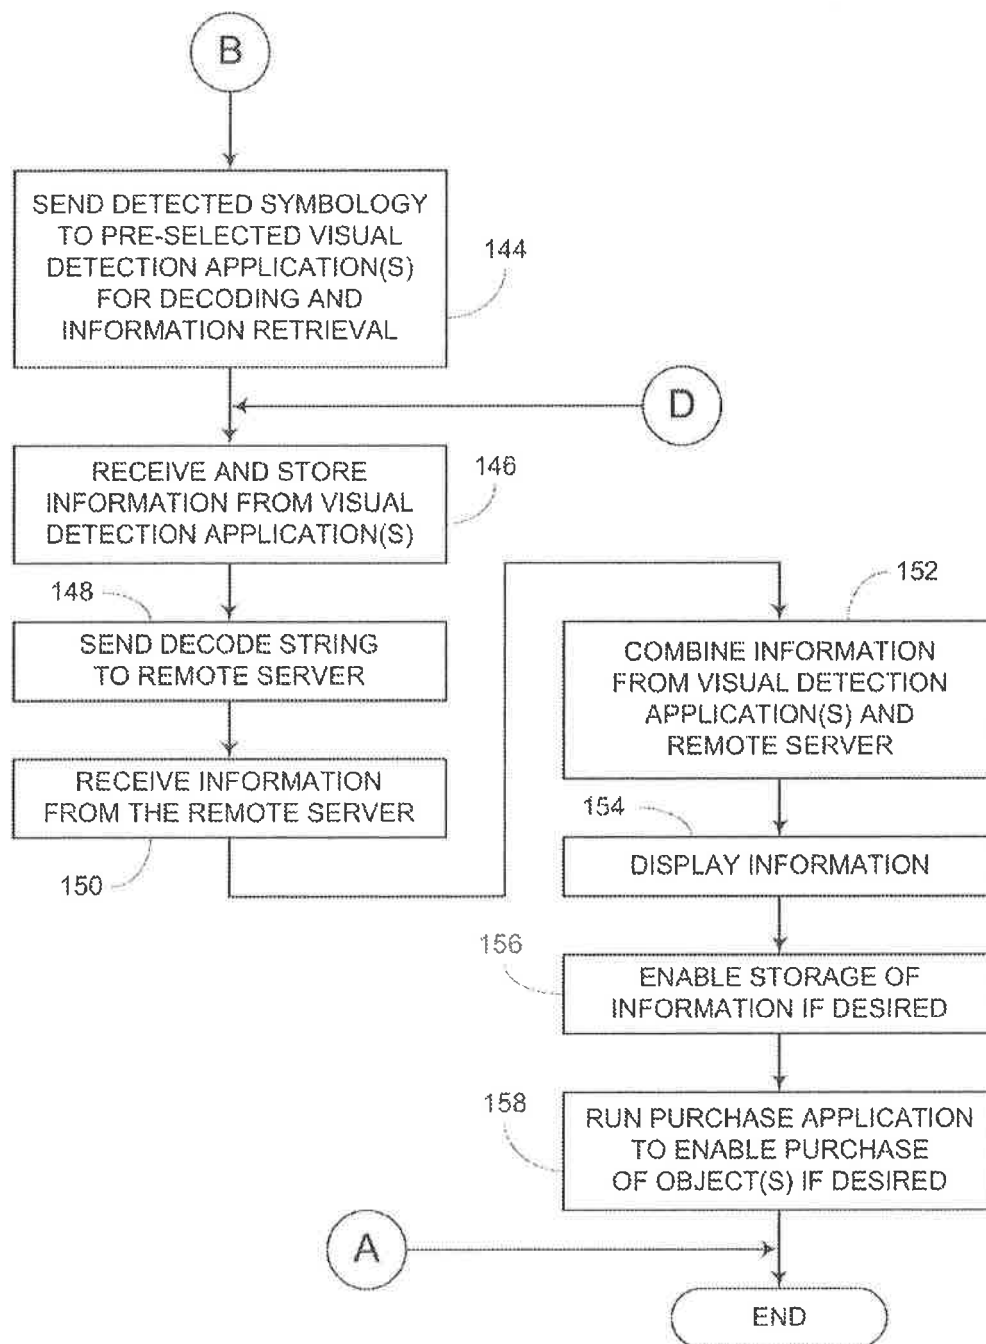 B
SEND DETECTED SYMBOLOGY
TO PRE-SELECTED VISUAL
DETECTION APPLICATION(S)
FOR DECODING AND
INFORMATION RETRIEVAL
144
D
RECEIVE AND STORE
INFORMATION FROM VISUAL
DETECTION APPLICATION(S)
146
148
SEND DECODE STRING
TO REMOTE SERVER
RECEIVE INFORMATION
FROM THE REMOTE SERVER
150
152
COMBINE INFORMATION
FROM VISUAL DETECTION
APPLICATION(S) AND
REMOTE SERVER
154
DISPLAY INFORMATION
156
ENABLE STORAGE OF
INFORMATION IF DESIRED
158
RUN PURCHASE APPLICATION
TO ENABLE PURCHASE
OF OBJECT(S) IF DESIRED
A
END